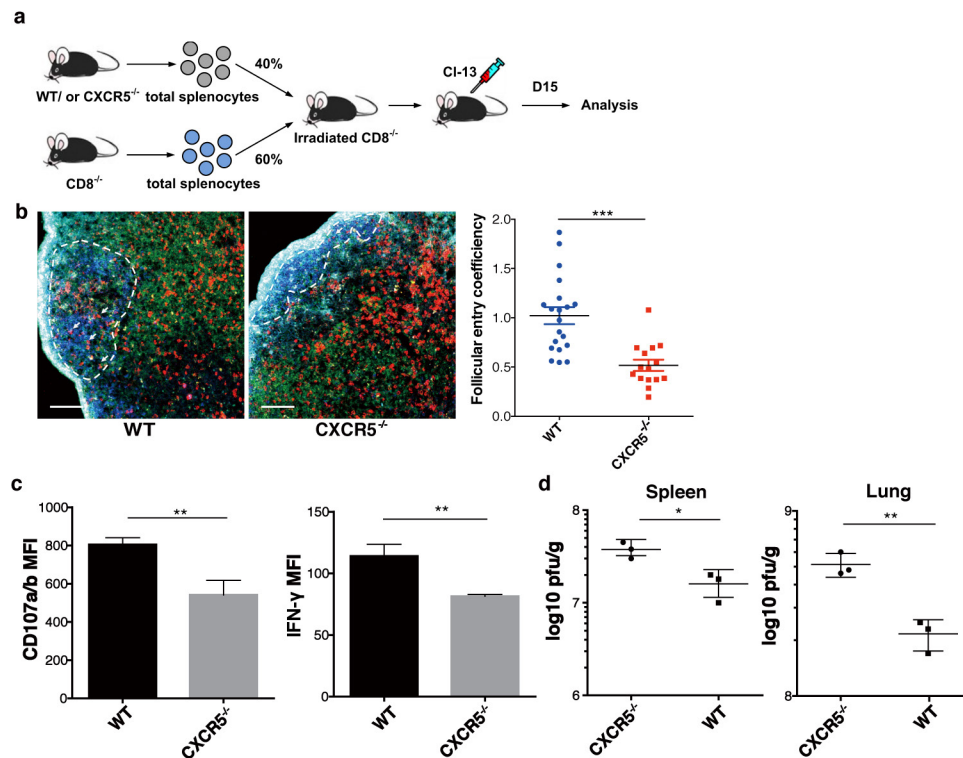 a
40%
Cl-13
D15
WT/ or CXCR5-/- total splenocytes
Analysis
Irradiated CD8-/-
60%
CD8-/- total splenocytes
b
WT
CXCR5-/-
Follicular entry coefficiency
2.0
1.5
1.0
0.5
0.0
***
WT
CXCR5-/-
c
CD107a/b MFI
1000
800
600
400
200
0
**
WT
CXCR5-/-
IFN-γ MFI
150
100
50
0
**
WT
CXCR5-/-
d
Spleen
log10 pfu/g
8
7
6
*
CXCR5-/-
WT
Lung
log10 pfu/g
9
8
**
CXCR5-/-
WT